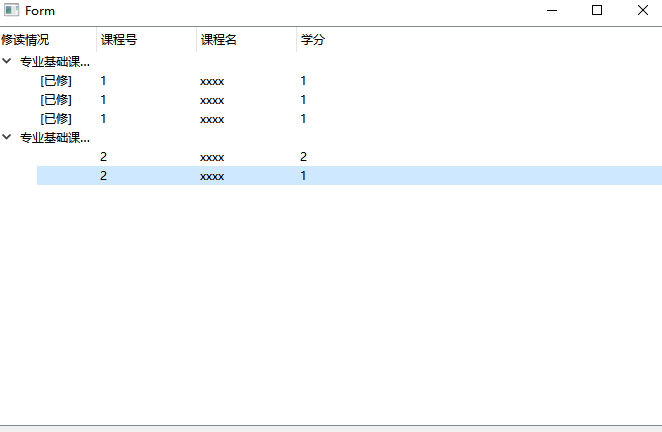 Form
修读情况 课程号 课程名 学分
专业基础课...
[已修] 1 xxxx 1
[已修] 1 xxxx 1
[已修] 1 xxxx 1
专业基础课...
2 xxxx 2
2 xxxx 1